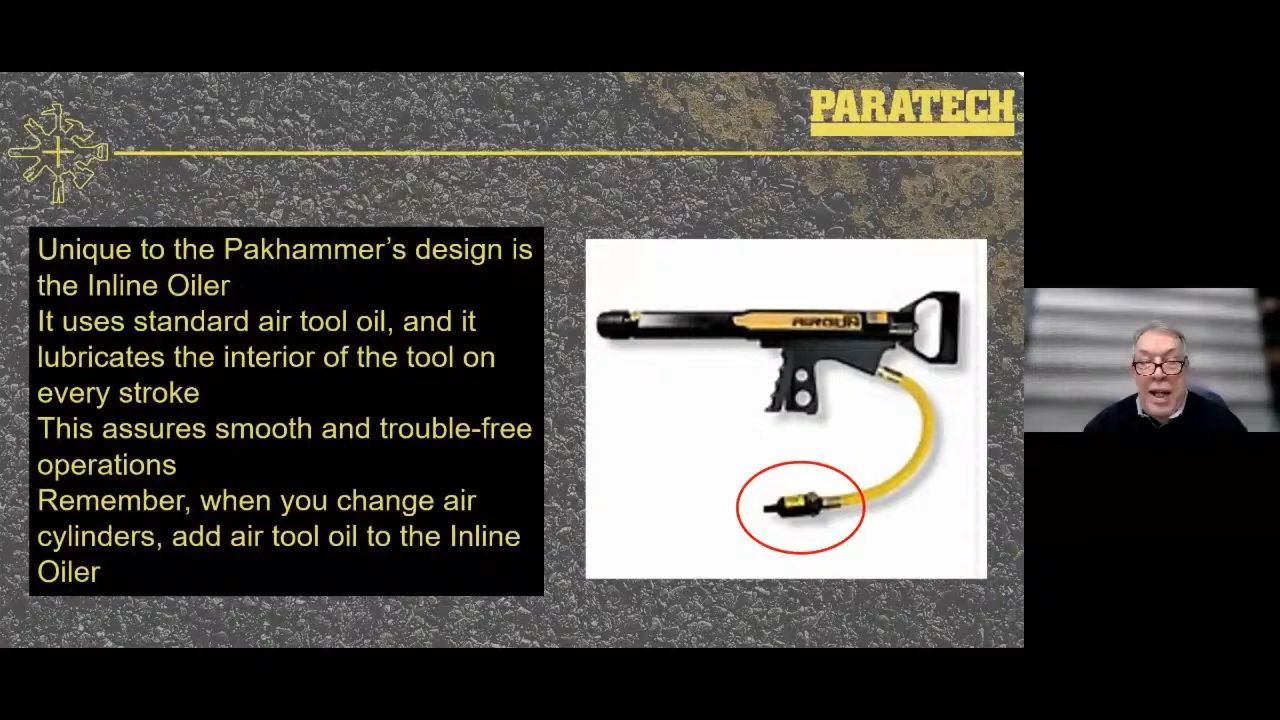 PARATECH
Unique to the Pakhammer’s design is
the Inline Oiler
It uses standard air tool oil, and it
lubricates the interior of the tool on
every stroke
This assures smooth and trouble-free
operations
Remember, when you change air
cylinders, add air tool oil to the Inline
Oiler
AIRGUN